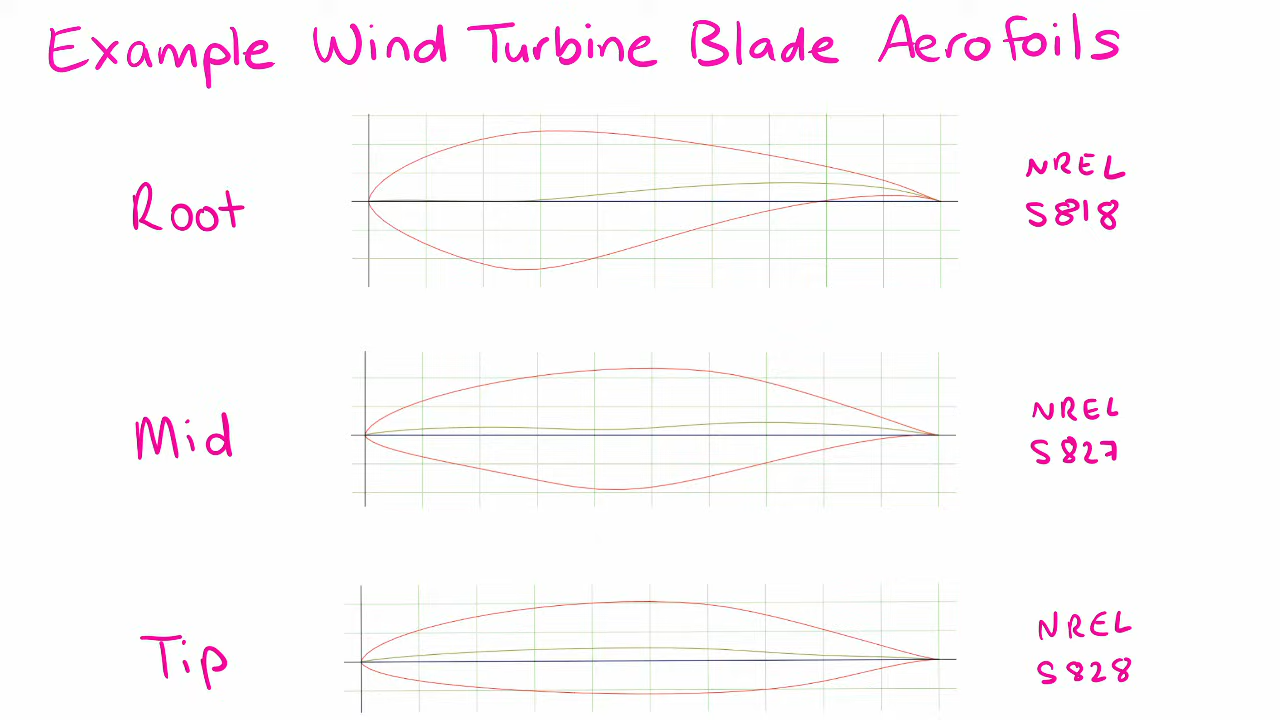 Example Wind Turbine Blade Aerofoils
Root
NREL
S818
Mid
NREL
S827
Tip
NREL
S828